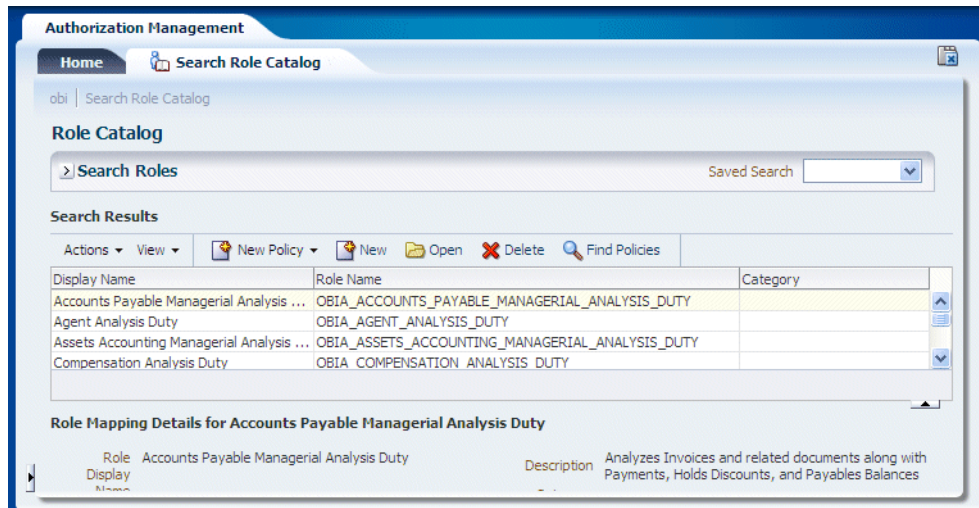 Authorization Management
Home Search Role Catalog
obi | Search Role Catalog
Role Catalog
Search Roles Saved Search
Search Results
Actions View New Policy New Open Delete Find Policies
Display Name Role Name Category
Accounts Payable Managerial Analysis ... OBIA_ACCOUNTS_PAYABLE_MANAGERIAL_ANALYSIS_DUTY
Agent Analysis Duty OBIA_AGENT_ANALYSIS_DUTY
Assets Accounting Managerial Analysis ... OBIA_ASSETS_ACCOUNTING_MANAGERIAL_ANALYSIS_DUTY
Compensation Analysis Duty OBIA_COMPENSATION_ANALYSIS_DUTY
Role Mapping Details for Accounts Payable Managerial Analysis Duty
Role Display Name Accounts Payable Managerial Analysis Duty
Description Analyzes Invoices and related documents along with
Payments, Holds Discounts, and Payables Balances